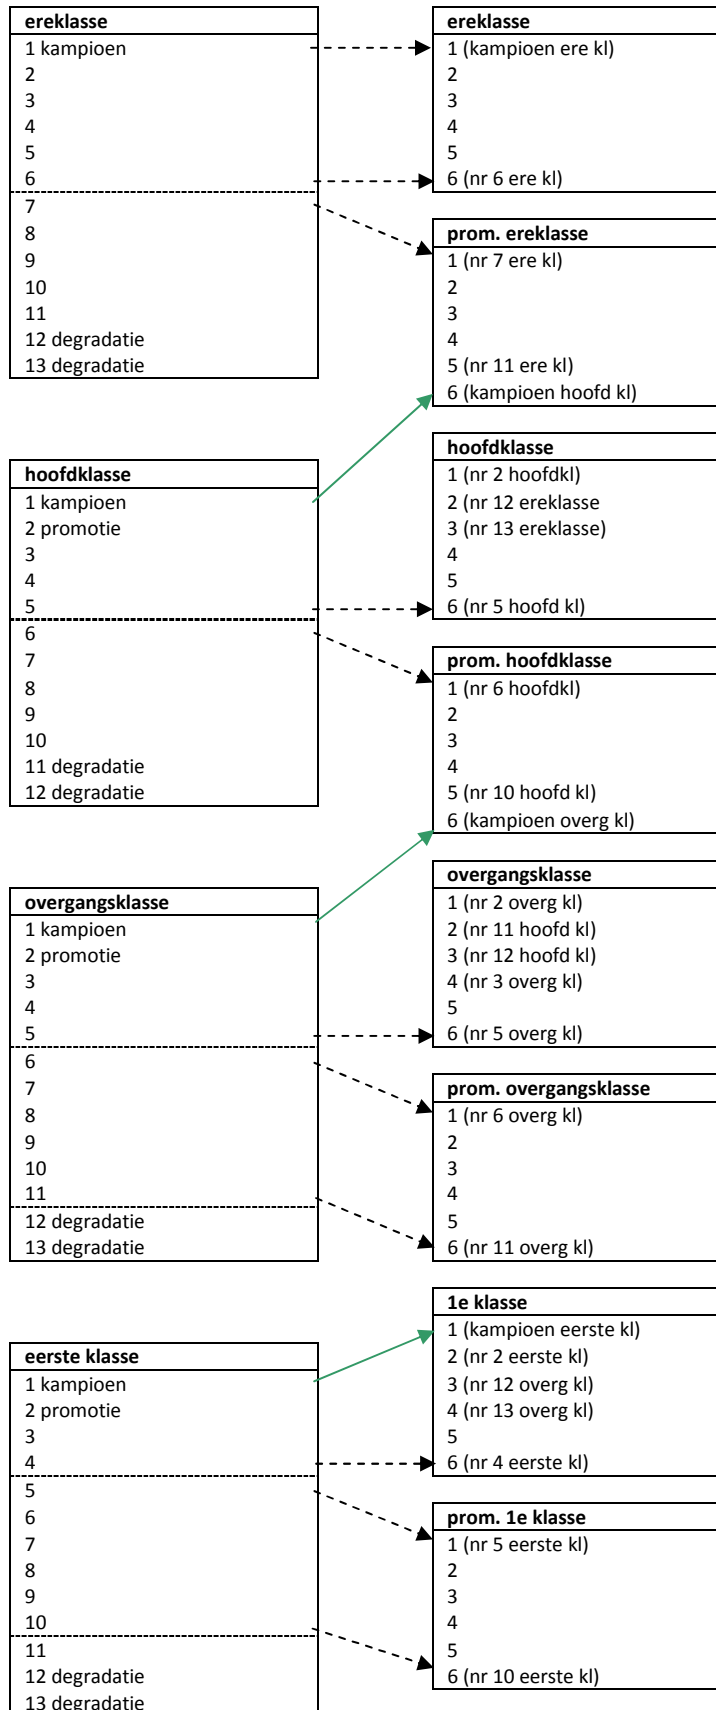 ereklasse
1 kampioen
2
3
4
5
6
7
8
9
10
11
12 degradatie
13 degradatie
hoofdklasse
1 kampioen
2 promotie
3
4
5
6
7
8
9
10
11 degradatie
12 degradatie
overgangsklasse
1 kampioen
2 promotie
3
4
5
6
7
8
9
10
11
12 degradatie
13 degradatie
eerste klasse
1 kampioen
2 promotie
3
4
5
6
7
8
9
10
11
12 degradatie
13 degradatie
ereklasse
1 (kampioen ere kl)
2
3
4
5
6 (nr 6 ere kl)
prom. ereklasse
1 (nr 7 ere kl)
2
3
4
5 (nr 11 ere kl)
6 (kampioen hoofd kl)
hoofdklasse
1 (nr 2 hoofdkl)
2 (nr 12 ereklasse
3 (nr 13 ereklasse)
4
5
6 (nr 5 hoofd kl)
prom. hoofdklasse
1 (nr 6 hoofdkl)
2
3
4
5 (nr 10 hoofd kl)
6 (kampioen overg kl)
overgangsklasse
1 (nr 2 overg kl)
2 (nr 11 hoofd kl)
3 (nr 12 hoofd kl)
4 (nr 3 overg kl)
5
6 (nr 5 overg kl)
prom. overgangsklasse
1 (nr 6 overg kl)
2
3
4
5
6 (nr 11 overg kl)
1e klasse
1 (kampioen eerste kl)
2 (nr 2 eerste kl)
3 (nr 12 overg kl)
4 (nr 13 overg kl)
5
6 (nr 4 eerste kl)
prom. 1e klasse
1 (nr 5 eerste kl)
2
3
4
5
6 (nr 10 eerste kl)